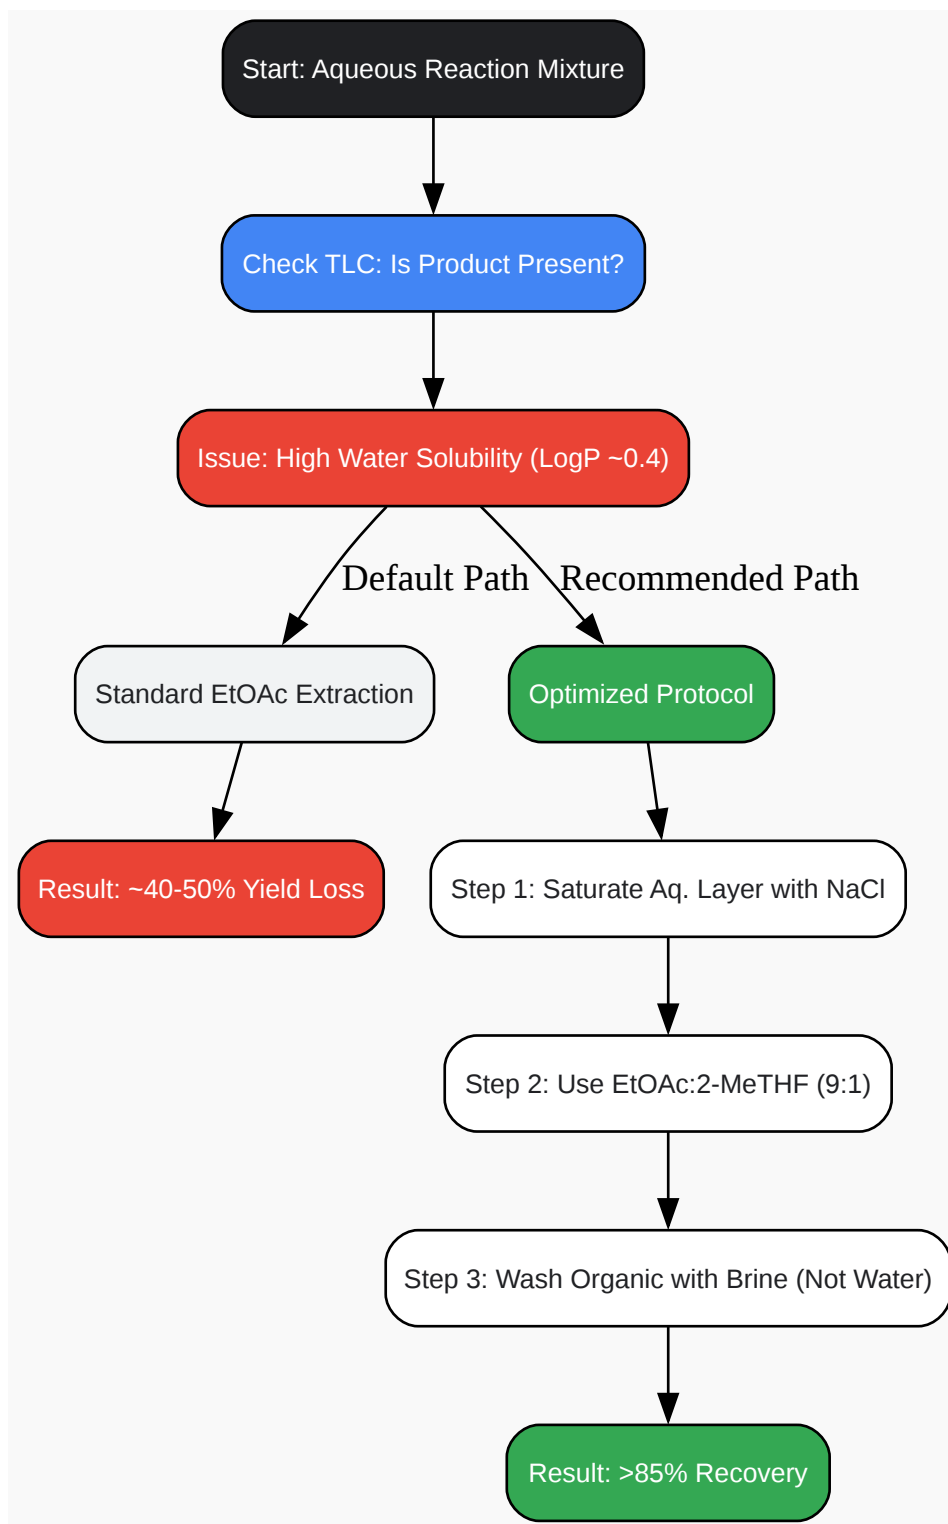 Start: Aqueous Reaction Mixture
Check TLC: Is Product Present?
Issue: High Water Solubility (LogP ~0.4)
Default Path
Recommended Path
Standard EtOAc Extraction
Optimized Protocol
Result: ~40-50% Yield Loss
Step 1: Saturate Aq. Layer with NaCl
Step 2: Use EtOAc:2-MeTHF (9:1)
Step 3: Wash Organic with Brine (Not Water)
Result: >85% Recovery